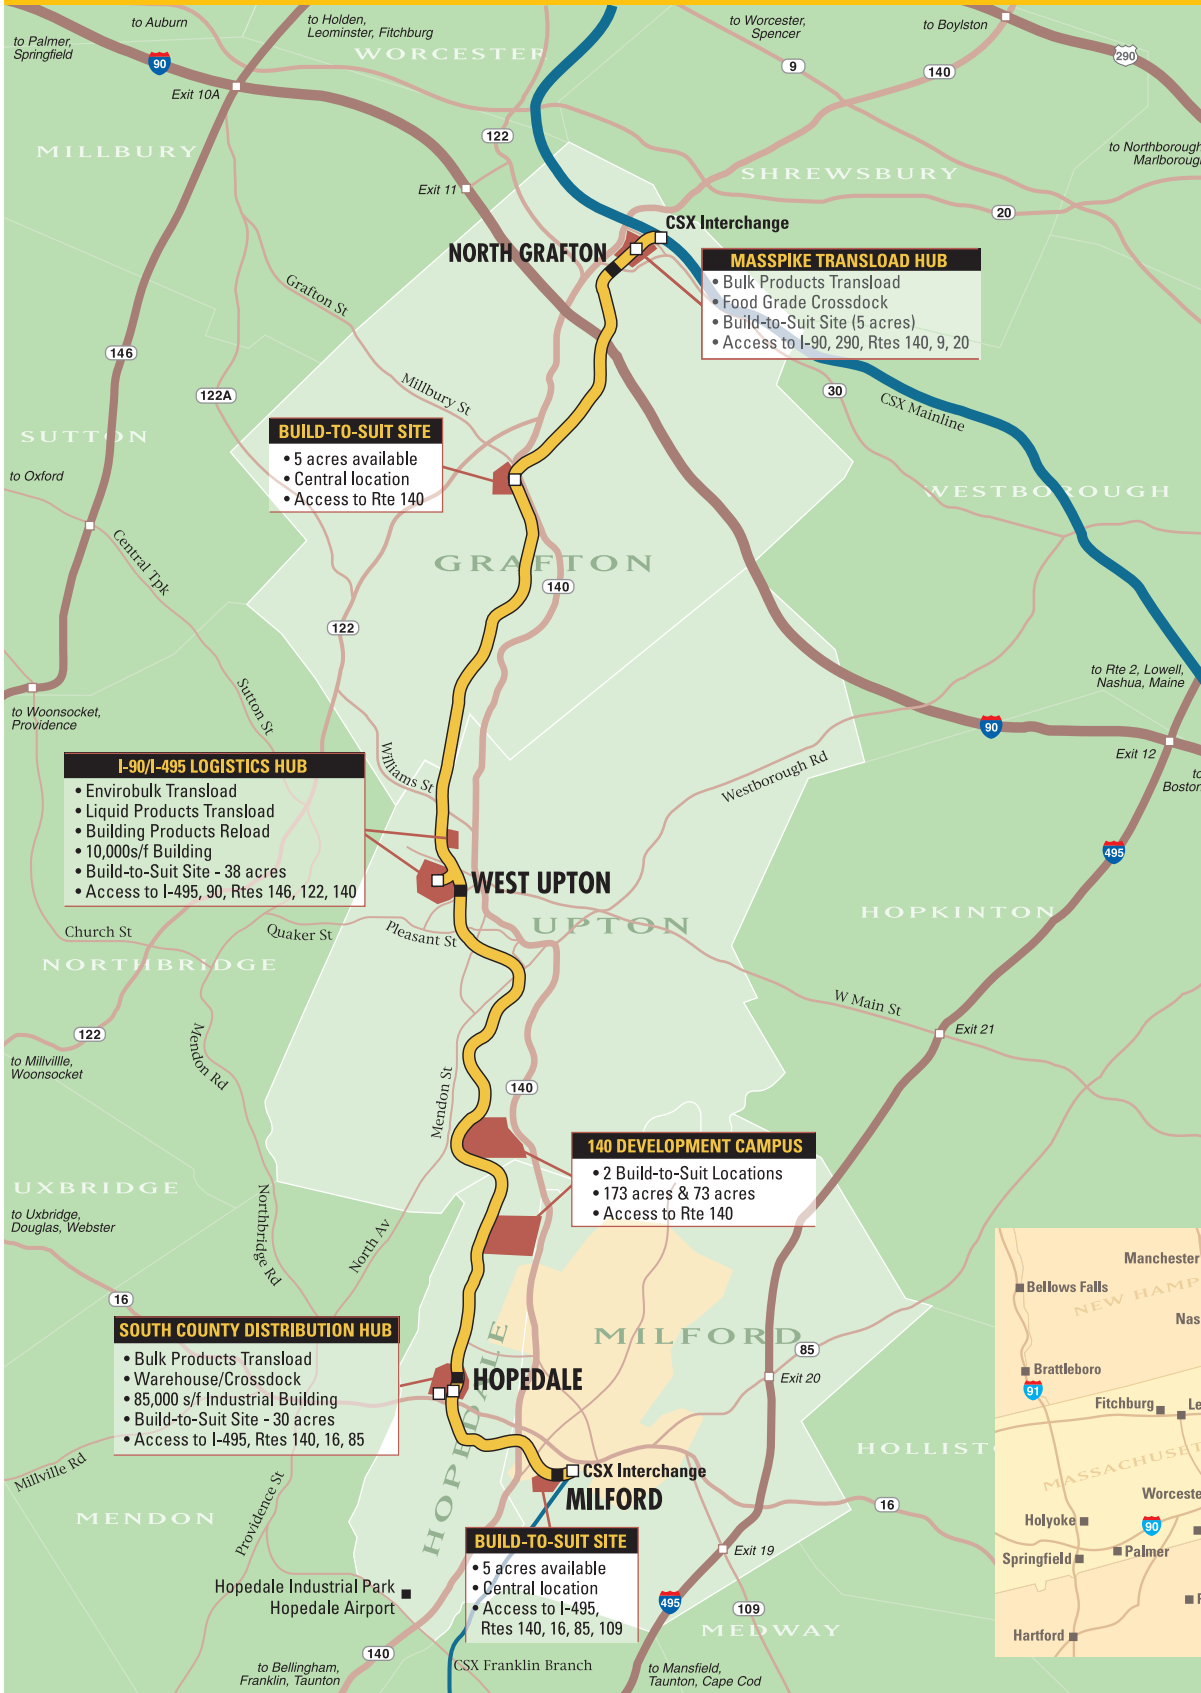 to Auburn
to Holden,
Leominster, Fitchburg
to Worcester,
Spencer
to Boylston
to Palmer,
Springfield
90
WORCESTER
9
140
290
Exit 10A
122
to Northborough
Marlboroug
MILLBURY
Exit 11
SHREWSBURY
20
CSX Interchange
NORTH GRAFTON
MASSPIKE TRANSLOAD HUB
• Bulk Products Transload
• Food Grade Crossdock
• Build-to-Suit Site (5 acres)
• Access to I-90, 290, Rtes 140, 9, 20
Grafton St
146
122A
Millbury St
30
CSX Mainline
SUTTON
BUILD-TO-SUIT SITE
• 5 acres available
• Central location
• Access to Rte 140
to Oxford
WESTBOROUGH
Central Tpk
GRAFTON
140
122
to Rte 2, Lowell,
Nashua, Maine
Sutton St
to Woonsocket,
Providence
90
Exit 12
to
Boston
Williams St
Westborough Rd
I-90/I-495 LOGISTICS HUB
• Envirobulk Transload
• Liquid Products Transload
• Building Products Reload
• 10,000s/f Building
• Build-to-Suit Site - 38 acres
• Access to I-495, 90, Rtes 146, 122, 140
495
WEST UPTON
UPTON
HOPKINTON
Church St
Quaker St
Pleasant St
NORTHBRIDGE
W Main St
122
Exit 21
to Millvillle,
Woonsocket
Mendon Rd
Mendon St
140
140 DEVELOPMENT CAMPUS
• 2 Build-to-Suit Locations
• 173 acres & 73 acres
• Access to Rte 140
UXBRIDGE
to Uxbridge,
Douglas, Webster
Northbridge Rd
North Av
16
SOUTH COUNTY DISTRIBUTION HUB
• Bulk Products Transload
• Warehouse/Crossdock
• 85,000 s/f Industrial Building
• Build-to-Suit Site - 30 acres
• Access to I-495, Rtes 140, 16, 85
HOPEDALE
HOPEDALE
MILFORD
85
Exit 20
HOLLIST
Millville Rd
CSX Interchange
MILFORD
16
MENDON
Providence St
BUILD-TO-SUIT SITE
• 5 acres available
• Central location
• Access to I-495,
Rtes 140, 16, 85, 109
Exit 19
Hopedale Industrial Park
Hopedale Airport
495
109
MEDWAY
140
to Bellingham,
Franklin, Taunton
CSX Franklin Branch
to Mansfield,
Taunton, Cape Cod
Manchester
Bellows Falls
NEW HAMP
Nas
Brattleboro
91
Fitchburg
Le
MASSACHUSET
Worceste
Holyoke
90
Springfield
Palmer
Hartford